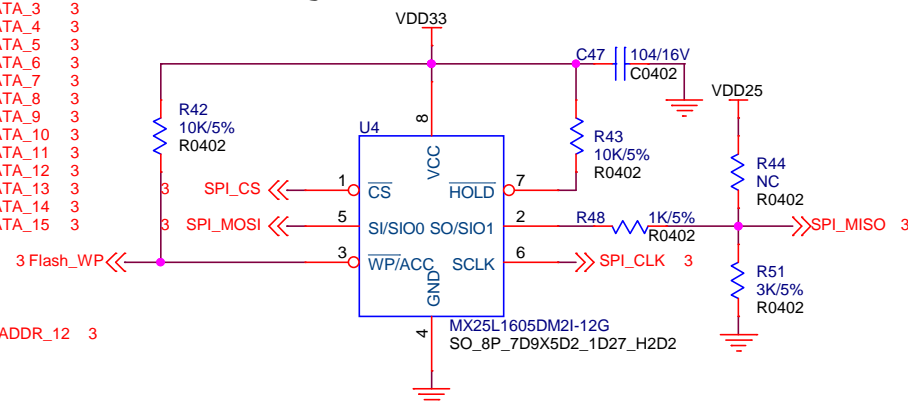 ATA_3 3
ATA_4 3
ATA_5 3
ATA_6 3
ATA_7 3
ATA_8 3
ATA_9 3
ATA_10 3
ATA_11 3
ATA_12 3
ATA_13 3
ATA_14 3
ATA_15 3
ADDR_12 3
VDD33
C47 104/16V
C0402
VDD25
R42
10K/5%
R0402
U4
8
VCC
R43
10K/5%
R0402
R44
NC
R0402
3 SPI_CS 1 CS HOLD 7
3 SPI_MOSI 5 SI/SIO0 SO/SIO1 2 R48 1K/5% SPI_MISO 3
R0402
3 Flash_WP 3 WP/ACC SCLK 6 SPI_CLK 3
GND
4
R51
3K/5%
R0402
MX25L1605DM2I-12G
SO_8P_7D9X5D2_1D27_H2D2